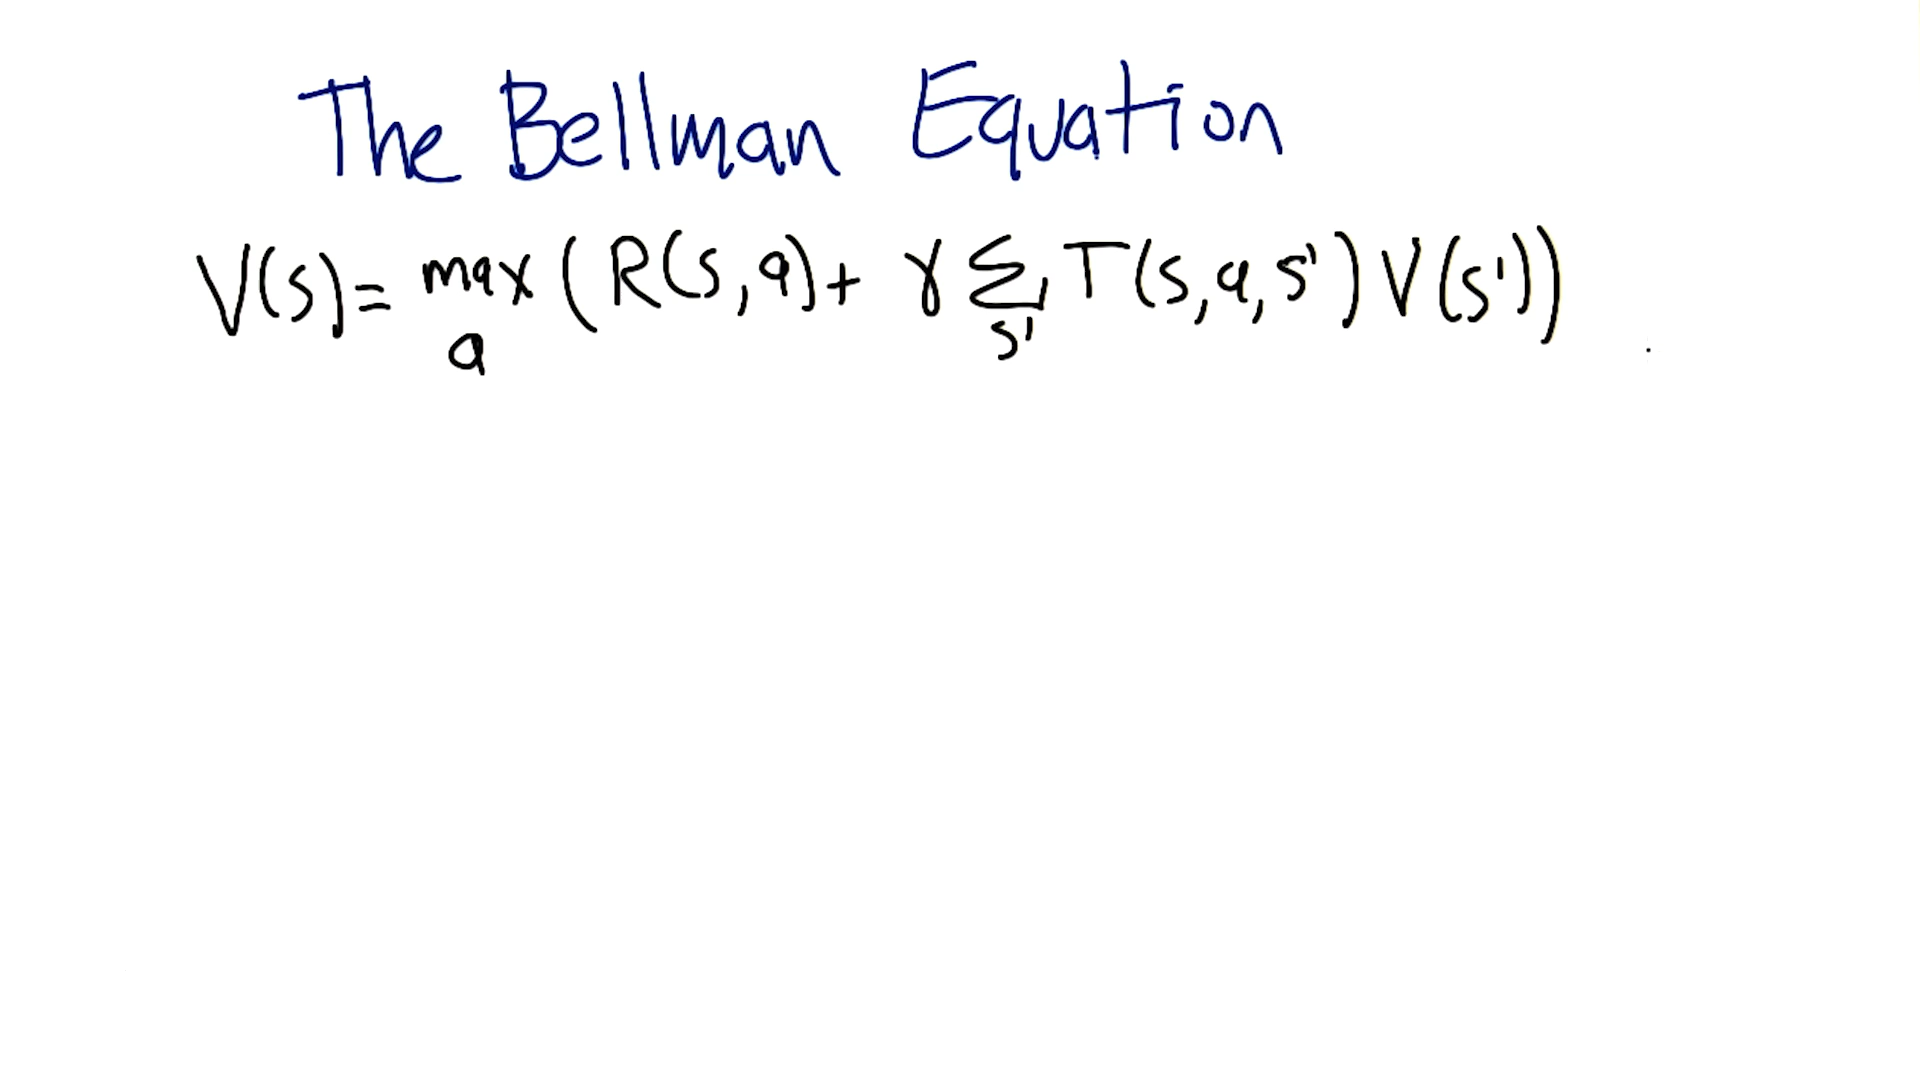 The Bellman Equation
V(s) = max_a (R(s,a) + γ Σ_s' T(s,a,s') V(s'))